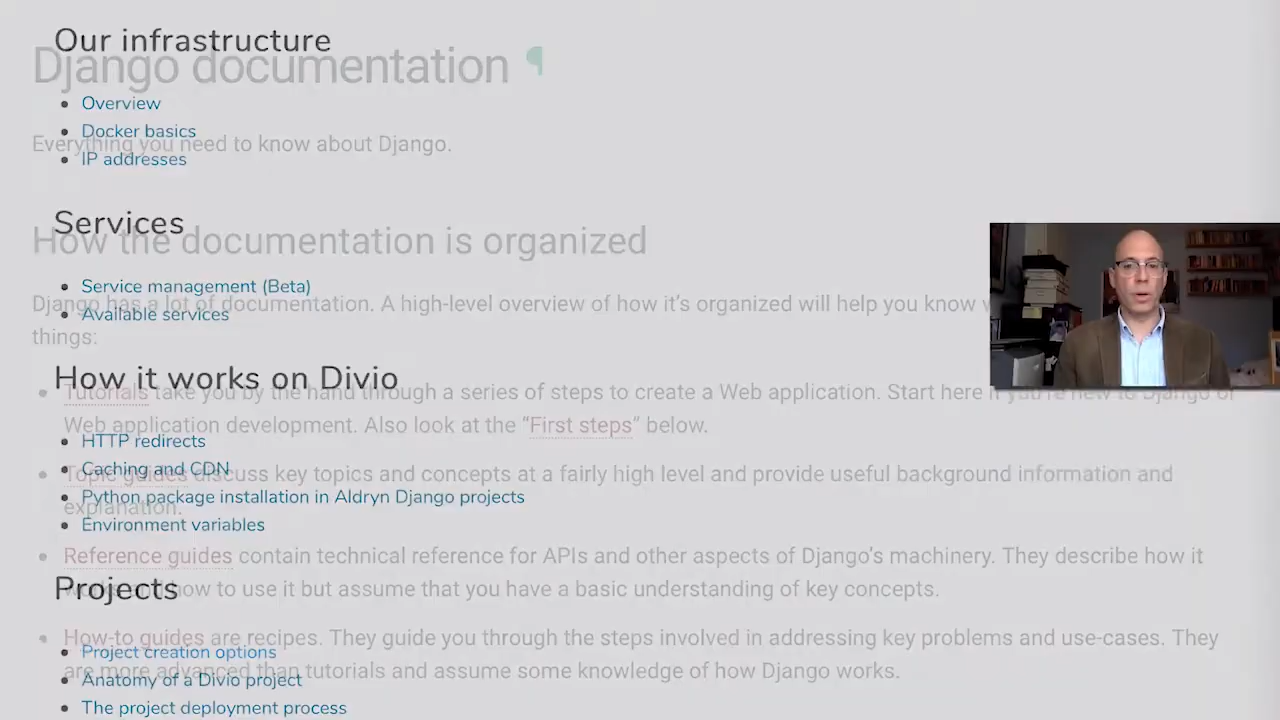 Our infrastructure
Django documentation ¶
Overview
Docker basics
Everything you need to know about Django.
IP addresses
Services
How the documentation is organized
Service management (Beta)
Django has a lot of documentation. A high-level overview of how it's organized will help you know
Available services
things:
How it works on Divio
Tutorials take you by the hand through a series of steps to create a Web application. Start here if you're new to Django or
Web application development. Also look at the "First steps" below.
HTTP redirects
Caching and CDN
Topic guides discuss key topics and concepts at a fairly high level and provide useful background information and
Python package installation in Aldryn Django projects
explanation.
Environment variables
Reference guides contain technical reference for APIs and other aspects of Django's machinery. They describe how it
Projects
works and how to use it but assume that you have a basic understanding of key concepts.
How-to guides are recipes. They guide you through the steps involved in addressing key problems and use-cases. They
Project creation options
are more advanced than tutorials and assume some knowledge of how Django works.
Anatomy of a Divio project
The project deployment process